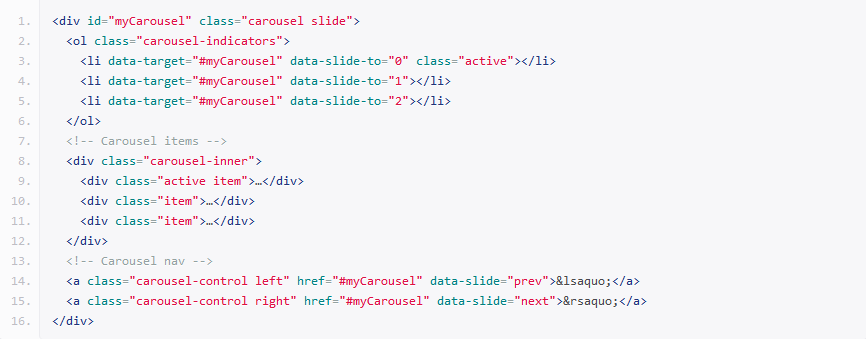 1. <div id="myCarousel" class="carousel slide">
2.   <ol class="carousel-indicators">
3.     <li data-target="#myCarousel" data-slide-to="0" class="active"></li>
4.     <li data-target="#myCarousel" data-slide-to="1"></li>
5.     <li data-target="#myCarousel" data-slide-to="2"></li>
6.   </ol>
7.   <!-- Carousel items -->
8.   <div class="carousel-inner">
9.     <div class="active item">…</div>
10.     <div class="item">…</div>
11.     <div class="item">…</div>
12.   </div>
13.   <!-- Carousel nav -->
14.   <a class="carousel-control left" href="#myCarousel" data-slide="prev">&lsaquo;</a>
15.   <a class="carousel-control right" href="#myCarousel" data-slide="next">&rsaquo;</a>
16. </div>